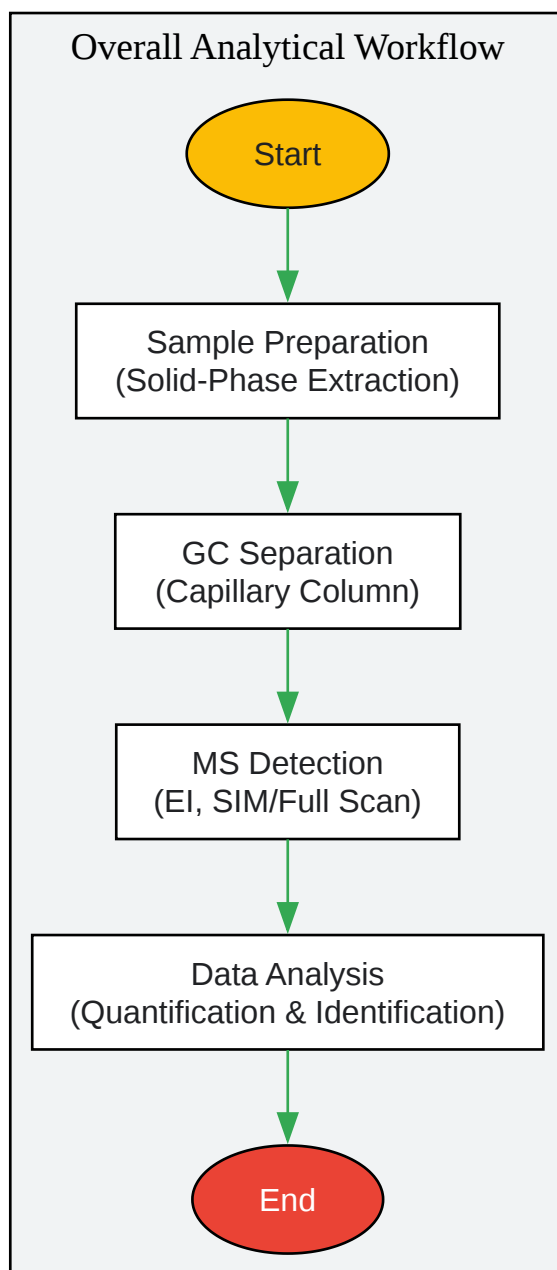 Overall Analytical Workflow
Start
Sample Preparation
(Solid-Phase Extraction)
GC Separation
(Capillary Column)
MS Detection
(EI, SIM/Full Scan)
Data Analysis
(Quantification & Identification)
End